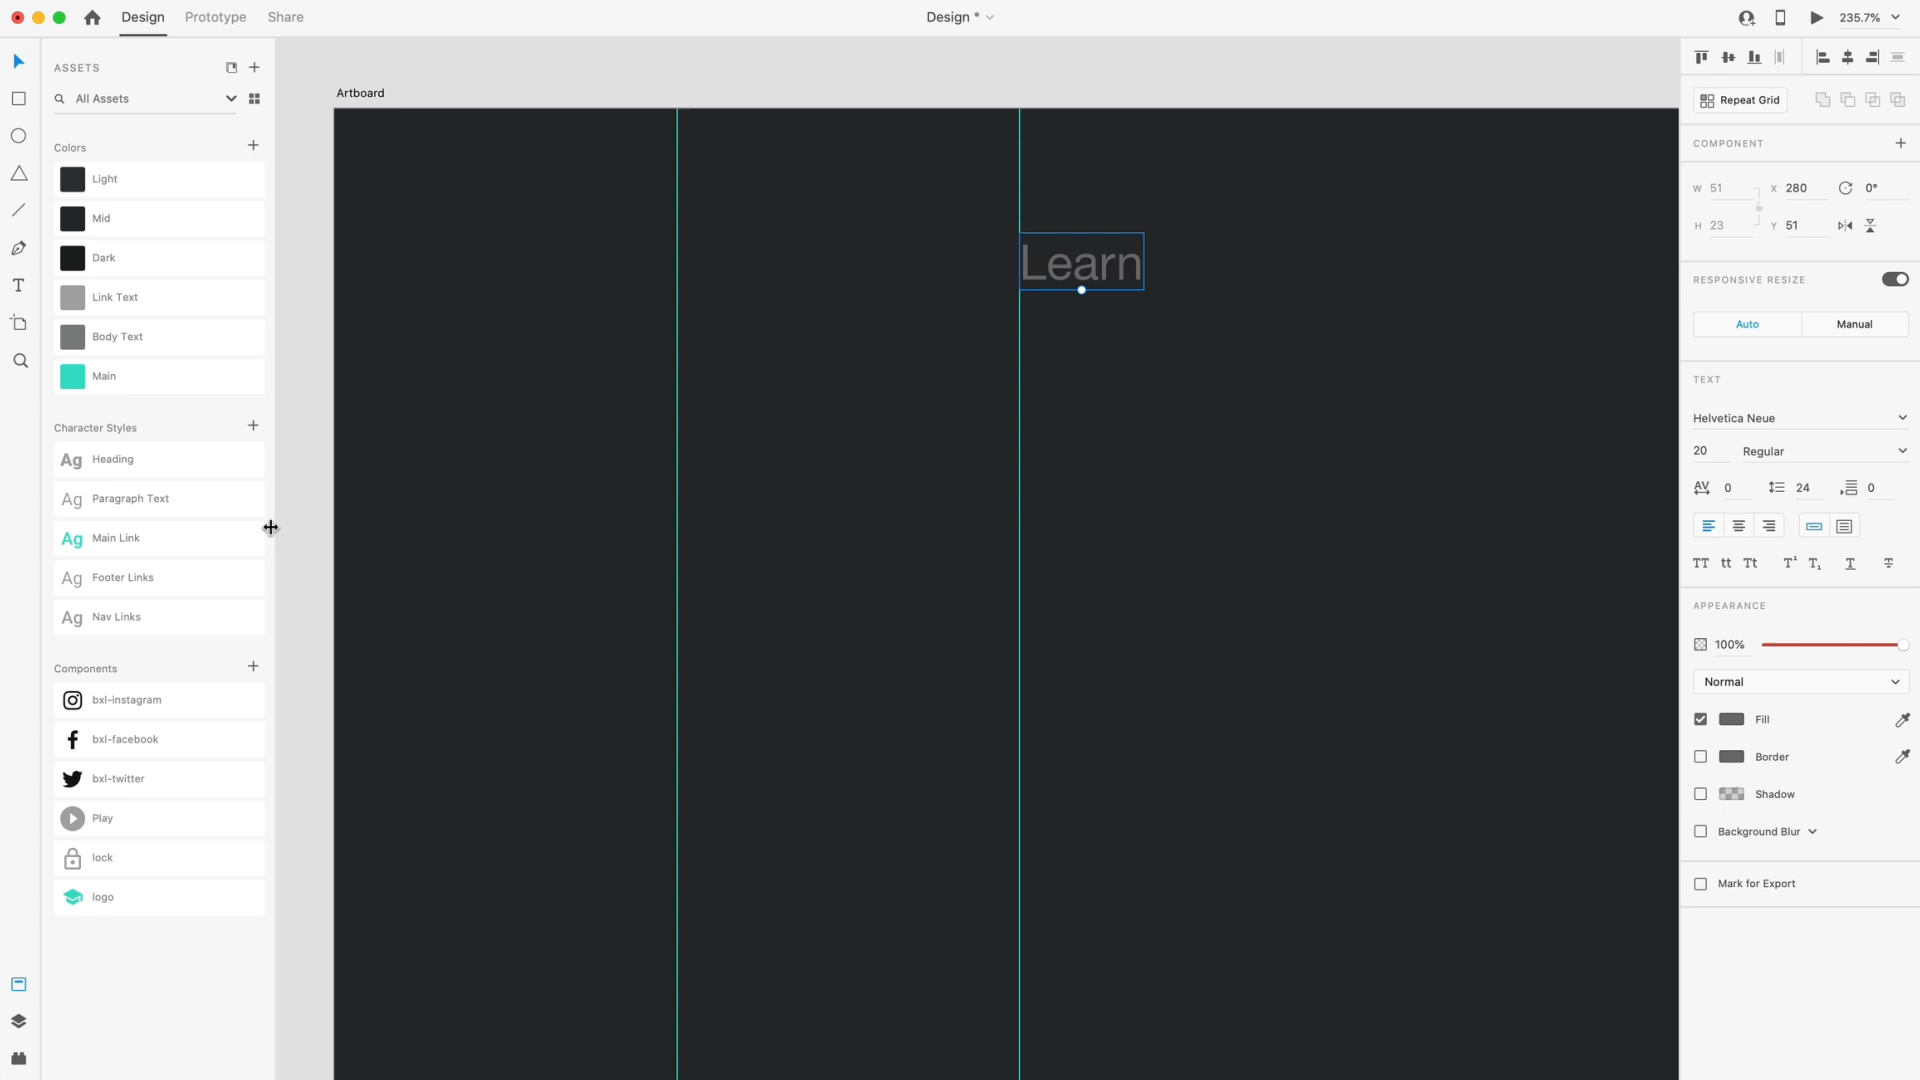 Design
Prototype
Share
Design *
235.7%
ASSETS
All Assets
Colors
Light
Mid
Dark
Link Text
Body Text
Main
Character Styles
Ag Heading
Ag Paragraph Text
Ag Main Link
Ag Footer Links
Ag Nav Links
Components
bxl-instagram
bxl-facebook
bxl-twitter
Play
lock
logo
Artboard
Learn
Repeat Grid
COMPONENT
W 51 X 280 0°
H 23 Y 51
RESPONSIVE RESIZE
Auto Manual
TEXT
Helvetica Neue
20 Regular
AV 0 24 0
TT tt Tt T¹ T₁ T T
APPEARANCE
100%
Normal
Fill
Border
Shadow
Background Blur
Mark for Export